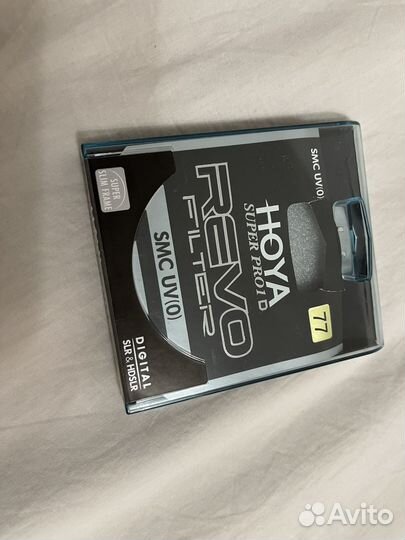 HOYA
SUPER PRO1 D
REVO
FILTER
SMC UV(0)
SMC UV(0)
77
SUPER
SLIM FRAME
DIGITAL
SLR & HDSLR
Avito